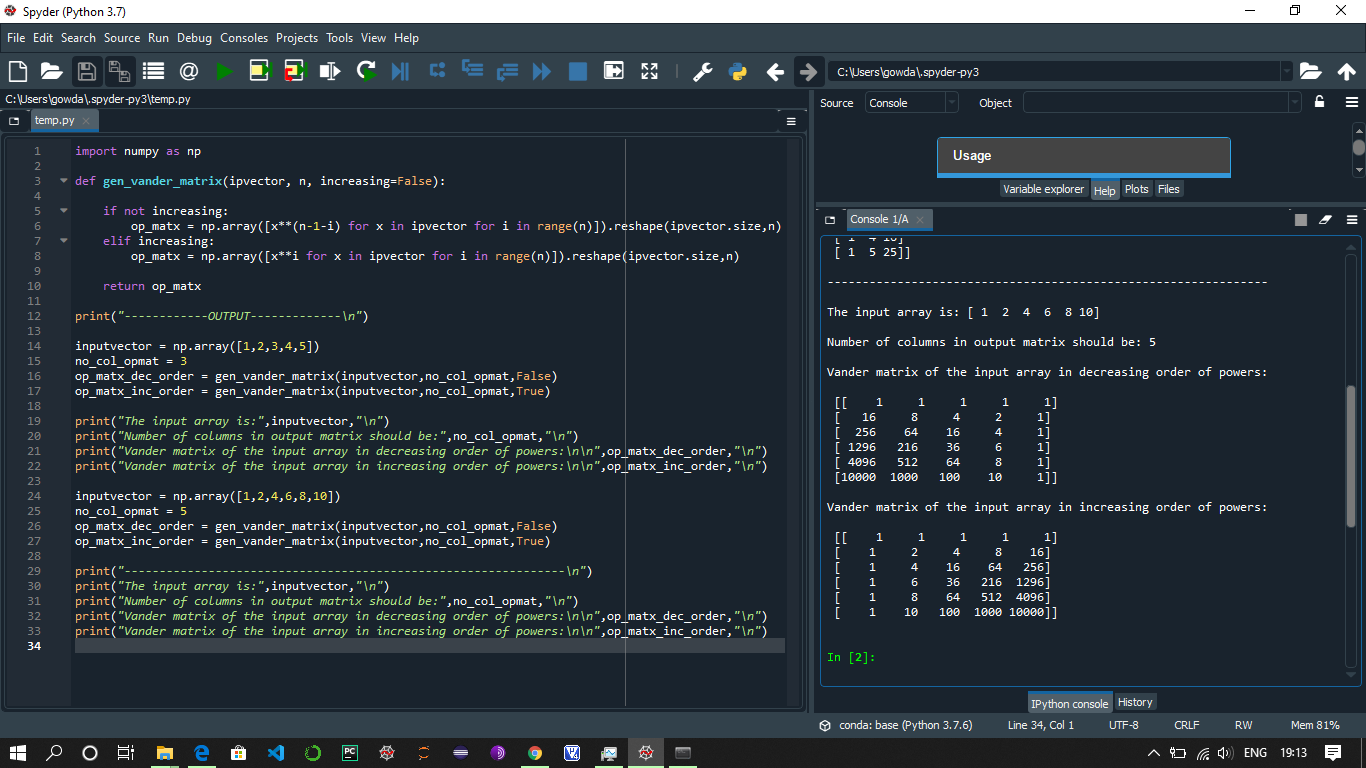 Spyder (Python 3.7)
File Edit Search Source Run Debug Consoles Projects Tools View Help
C:\Users\gowda\.spyder-py3
C:\Users\gowda\.spyder-py3\temp.py
temp.py
1 import numpy as np
2
3 def gen_vander_matrix(ipvector, n, increasing=False):
4
5 if not increasing:
6 op_matx = np.array([x**(n-1-i) for x in ipvector for i in range(n)]).reshape(ipvector.size,n)
7 elif increasing:
8 op_matx = np.array([x**i for x in ipvector for i in range(n)]).reshape(ipvector.size,n)
9
10 return op_matx
11
12 print("------------OUTPUT-------------\n")
13
14 inputvector = np.array([1,2,3,4,5])
15 no_col_opmat = 3
16 op_matx_dec_order = gen_vander_matrix(inputvector,no_col_opmat,False)
17 op_matx_inc_order = gen_vander_matrix(inputvector,no_col_opmat,True)
18
19 print("The input array is:",inputvector,"\n")
20 print("Number of columns in output matrix should be:",no_col_opmat,"\n")
21 print("Vander matrix of the input array in decreasing order of powers:\n\n",op_matx_dec_order,"\n")
22 print("Vander matrix of the input array in increasing order of powers:\n\n",op_matx_inc_order,"\n")
23
24 inputvector = np.array([1,2,4,6,8,10])
25 no_col_opmat = 5
26 op_matx_dec_order = gen_vander_matrix(inputvector,no_col_opmat,False)
27 op_matx_inc_order = gen_vander_matrix(inputvector,no_col_opmat,True)
28
29 print("---------------------------------------------------------------\n")
30 print("The input array is:",inputvector,"\n")
31 print("Number of columns in output matrix should be:",no_col_opmat,"\n")
32 print("Vander matrix of the input array in decreasing order of powers:\n\n",op_matx_dec_order,"\n")
33 print("Vander matrix of the input array in increasing order of powers:\n\n",op_matx_inc_order,"\n")
34
Source Console Object
Usage
Variable explorer Help Plots Files
Console 1/A
[ 1 4 16]
[ 1 5 25]]
---------------------------------------------------------------
The input array is: [ 1 2 4 6 8 10]
Number of columns in output matrix should be: 5
Vander matrix of the input array in decreasing order of powers:
[[ 1 1 1 1 1]
[ 16 8 4 2 1]
[ 256 64 16 4 1]
[ 1296 216 36 6 1]
[ 4096 512 64 8 1]
[10000 1000 100 10 1]]
Vander matrix of the input array in increasing order of powers:
[[ 1 1 1 1 1]
[ 1 2 4 8 16]
[ 1 4 16 64 256]
[ 1 6 36 216 1296]
[ 1 8 64 512 4096]
[ 1 10 100 1000 10000]]
In [2]:
IPython console History
conda: base (Python 3.7.6) Line 34, Col 1 UTF-8 CRLF RW Mem 81%
PC
ENG 19:13